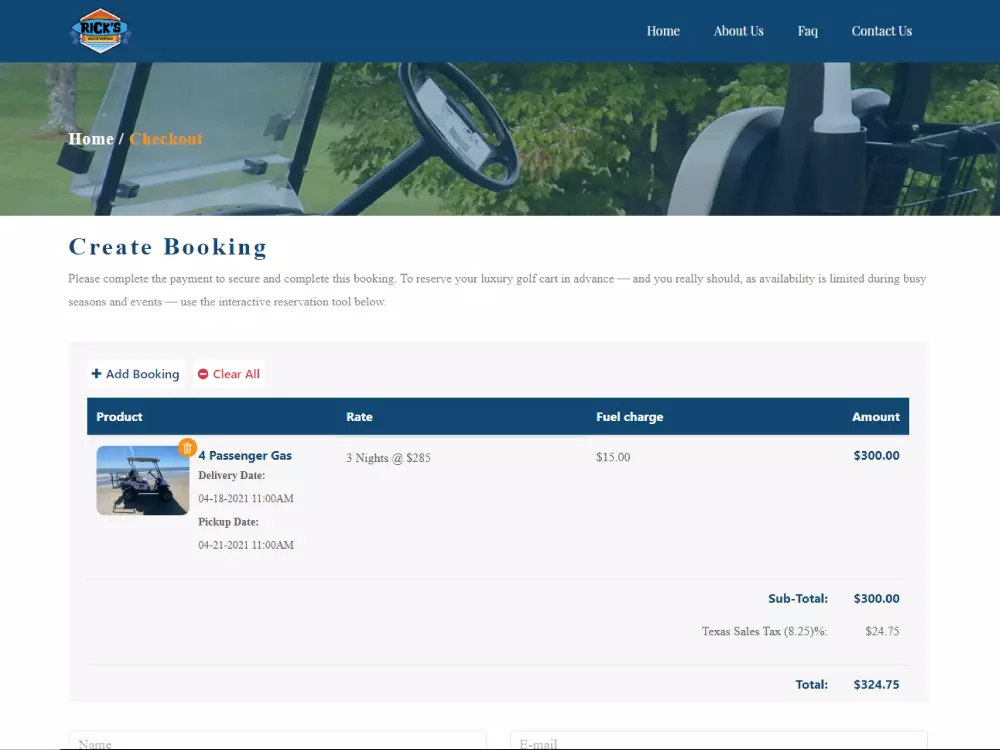 RICK'S
Home About Us Faq Contact Us
Home / Checkout
Create Booking
Please complete the payment to secure and complete this booking. To reserve your luxury golf cart in advance — and you really should, as availability is limited during busy
seasons and events — use the interactive reservation tool below.
Add Booking Clear All
Product Rate Fuel charge Amount
4 Passenger Gas 3 Nights @ $285 $15.00 $300.00
Delivery Date:
04-18-2021 11:00AM
Pickup Date:
04-21-2021 11:00AM
Sub-Total: $300.00
Texas Sales Tax (8.25)%: $24.75
Total: $324.75
Name E-mail